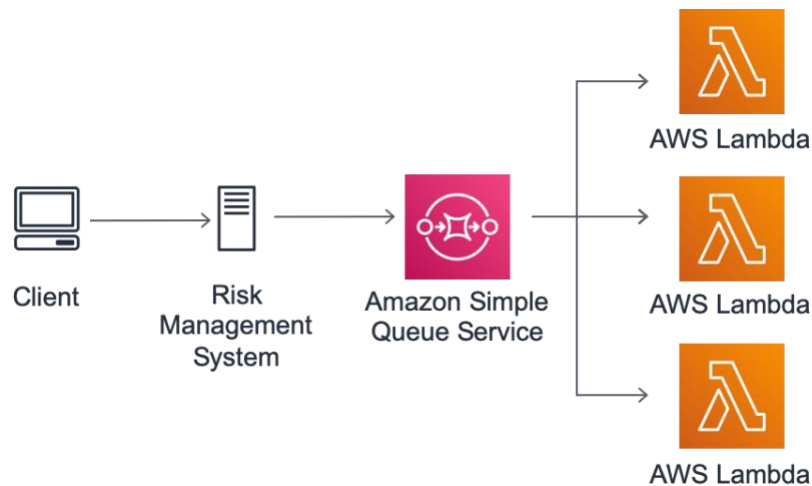 AWS Lambda
Client
Risk
Management
System
Amazon Simple
Queue Service
AWS Lambda
AWS Lambda